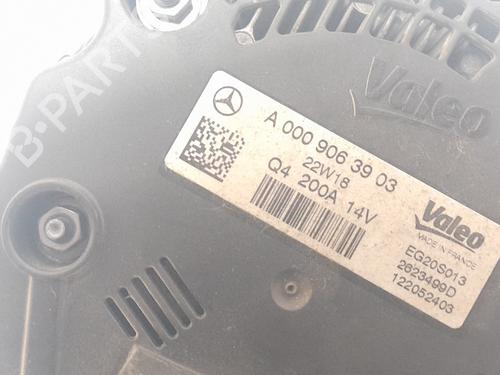 Valeo
A 000 906 39 03
22W18
Q4 200A 14V
Valeo
MADE IN FRANCE
EG20S013
2623499D
122052403
B-PARTS